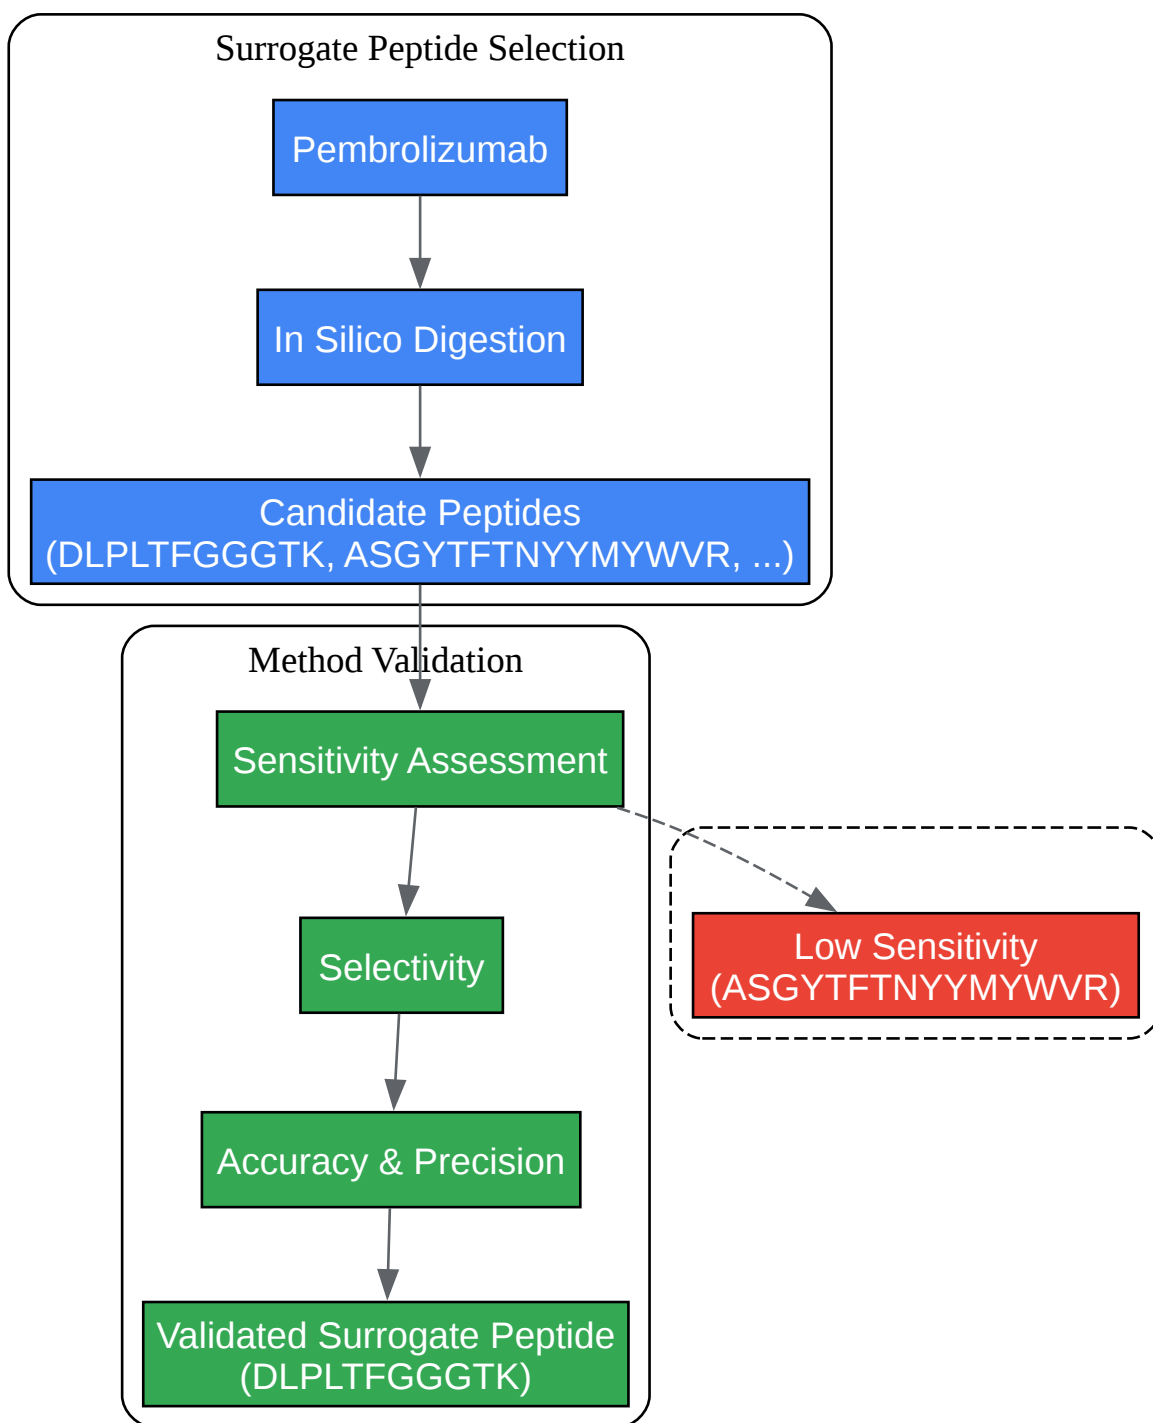 Surrogate Peptide Selection
Pembrolizumab
In Silico Digestion
Candidate Peptides
(DLPLTFGGGTK, ASGYTFTNYYMYWVR, ...)
Method Validation
Sensitivity Assessment
Low Sensitivity
(ASGYTFTNYYMYWVR)
Selectivity
Accuracy & Precision
Validated Surrogate Peptide
(DLPLTFGGGTK)